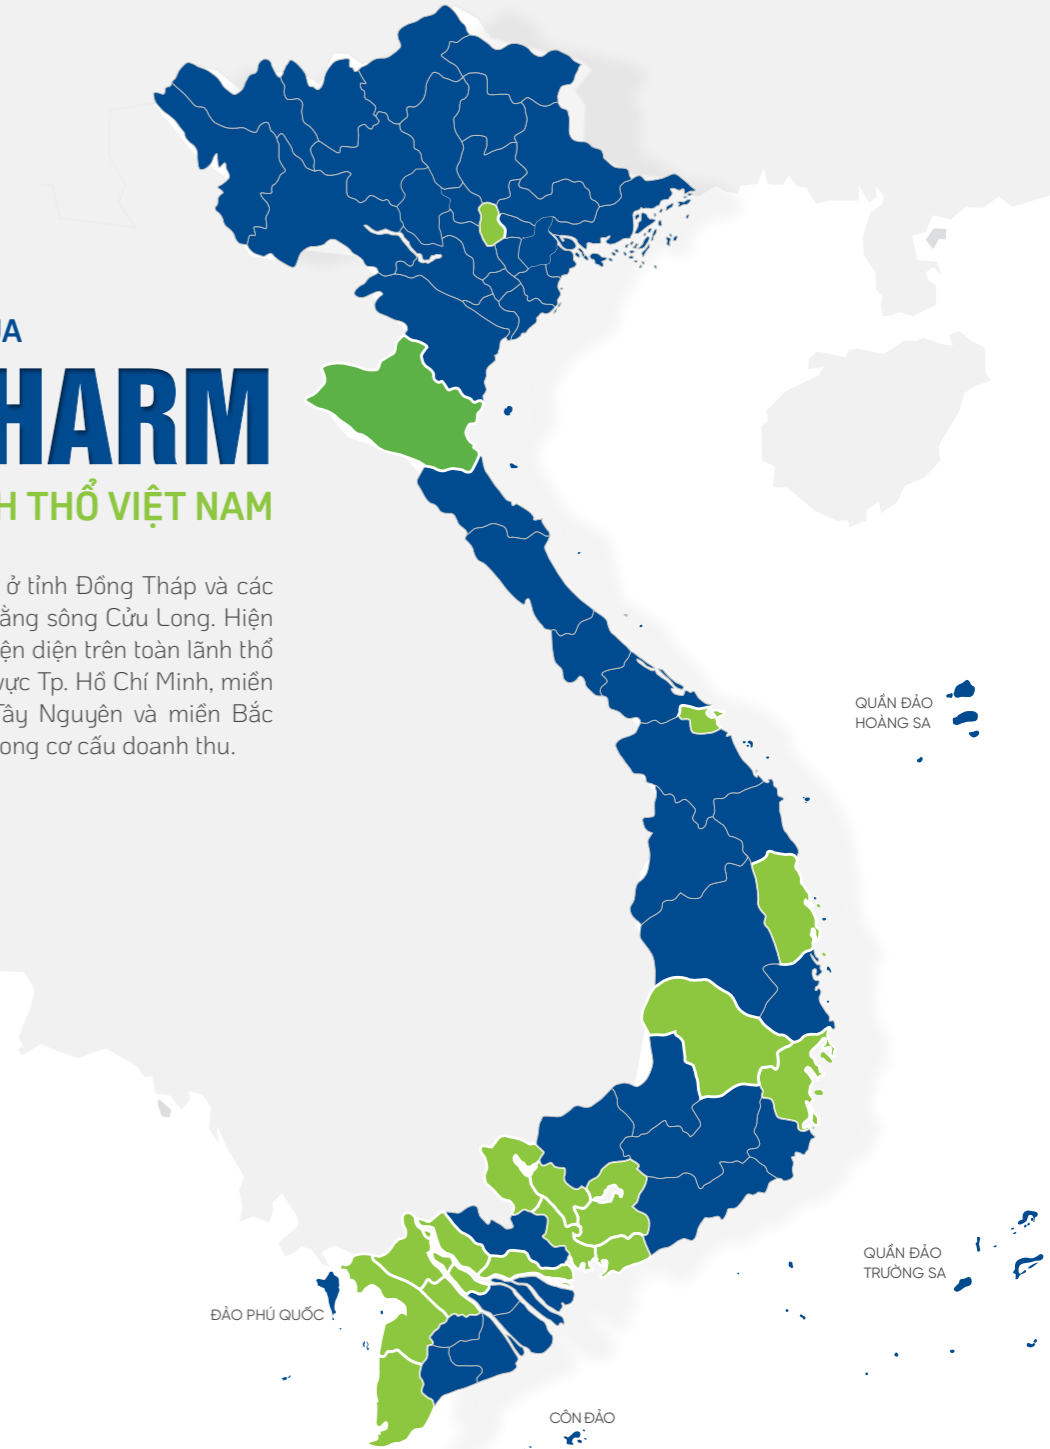 ỦA
HARM
H THỔ VIỆT NAM
ở tỉnh Đồng Tháp và các
ằng sông Cửu Long. Hiện
ện diện trên toàn lãnh thổ
vực Tp. Hồ Chí Minh, miền
Tây Nguyên và miền Bắc
ong cơ cấu doanh thu.
QUẦN ĐẢO
HOÀNG SA
QUẦN ĐẢO
TRƯỜNG SA
ĐẢO PHÚ QUỐC
CÔN ĐẢO